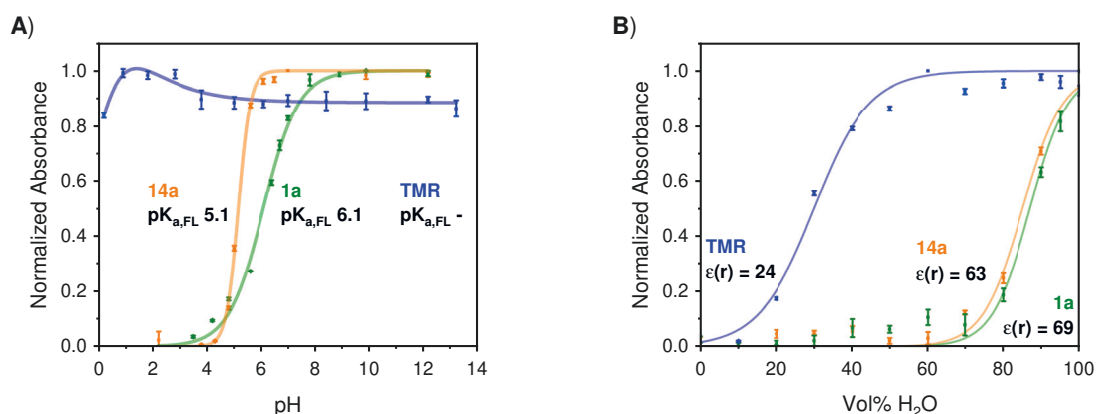 A)
Normalized Absorbance
1.0
0.8
0.6
0.4
0.2
0.0
14a
pKa,FL 5.1
1a
pKa,FL 6.1
TMR
pKa,FL -
0 2 4 6 8 10 12 14
pH
B)
Normalized Absorbance
1.0
0.8
0.6
0.4
0.2
0.0
TMR
ε(r) = 24
14a
ε(r) = 63
1a
ε(r) = 69
0 20 40 60 80 100
Vol% H₂O